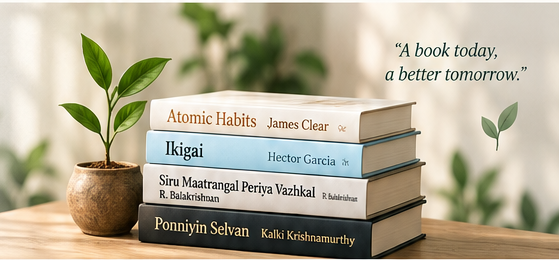 “A book today,
a better tomorrow.”
Atomic Habits James Clear
Ikigai Hector Garcia
Siru Maatrangal Periya Vazhkal
R. Balakrishnan R. Balakrishnan
Ponniyin Selvan Kalki Krishnamurthy